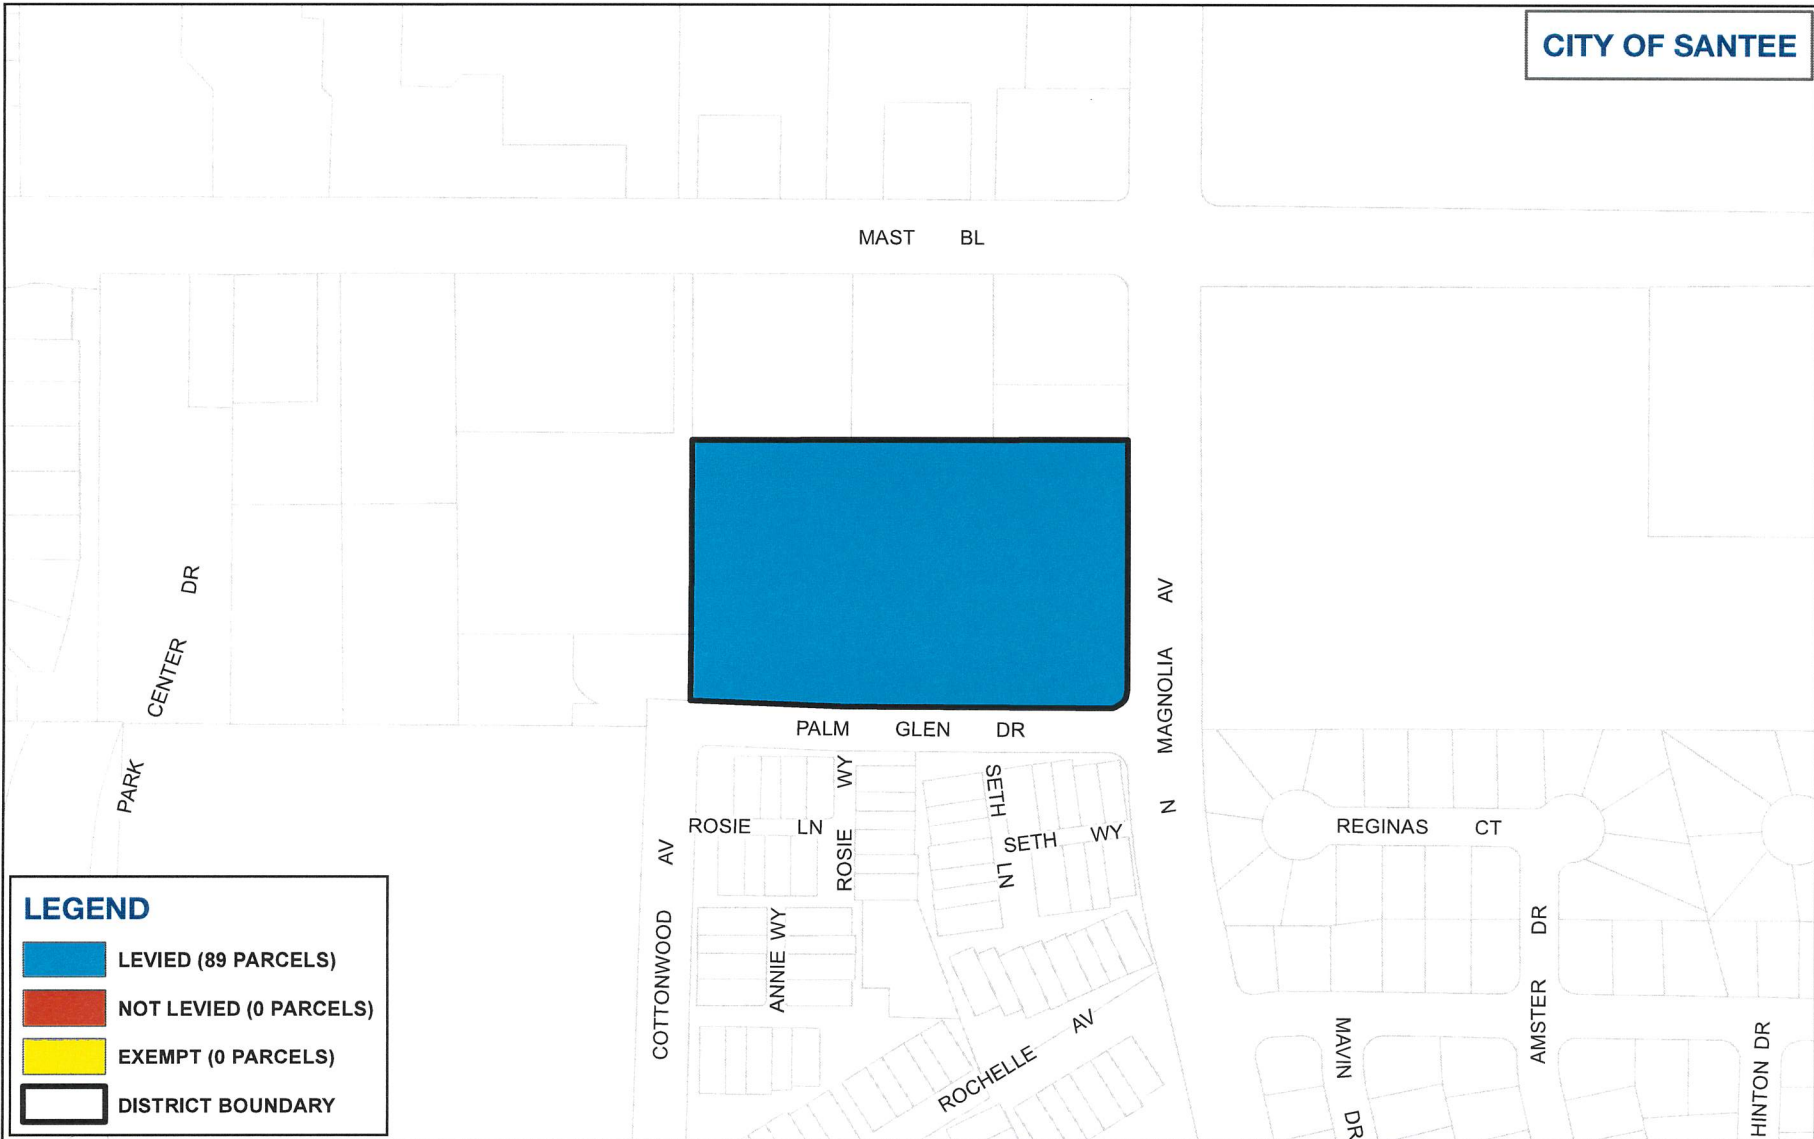 CITY OF SANTEE
MAST BL
CENTER DR
PARK
N MAGNOLIA AV
PALM GLEN DR
ROSIE LN
ROSIE WY
SETH LN
SETH WY
REGINAS CT
COTTONWOOD AV
ANNIE WY
ROCHELLE AV
MAVIN DR
AMSTER DR
HINTON DR
LEGEND
LEVIED (89 PARCELS)
NOT LEVIED (0 PARCELS)
EXEMPT (0 PARCELS)
DISTRICT BOUNDARY